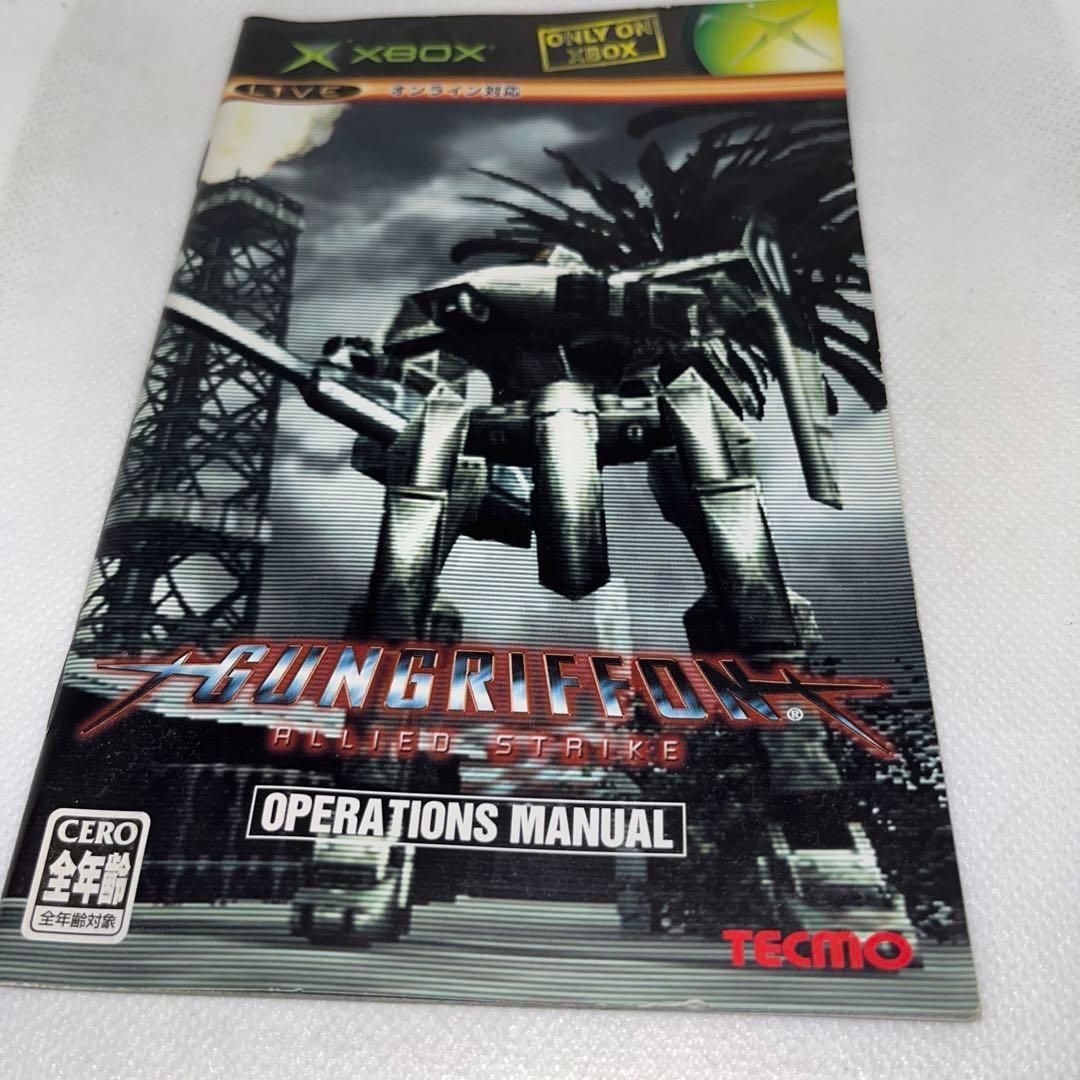 XBOX
ONLY ON
XBOX
LIVE オンライン対応
GUNGRIFFON®
ALLIED STRIKE
OPERATIONS MANUAL
CERO
全年齢
全年齢対象
TECMO